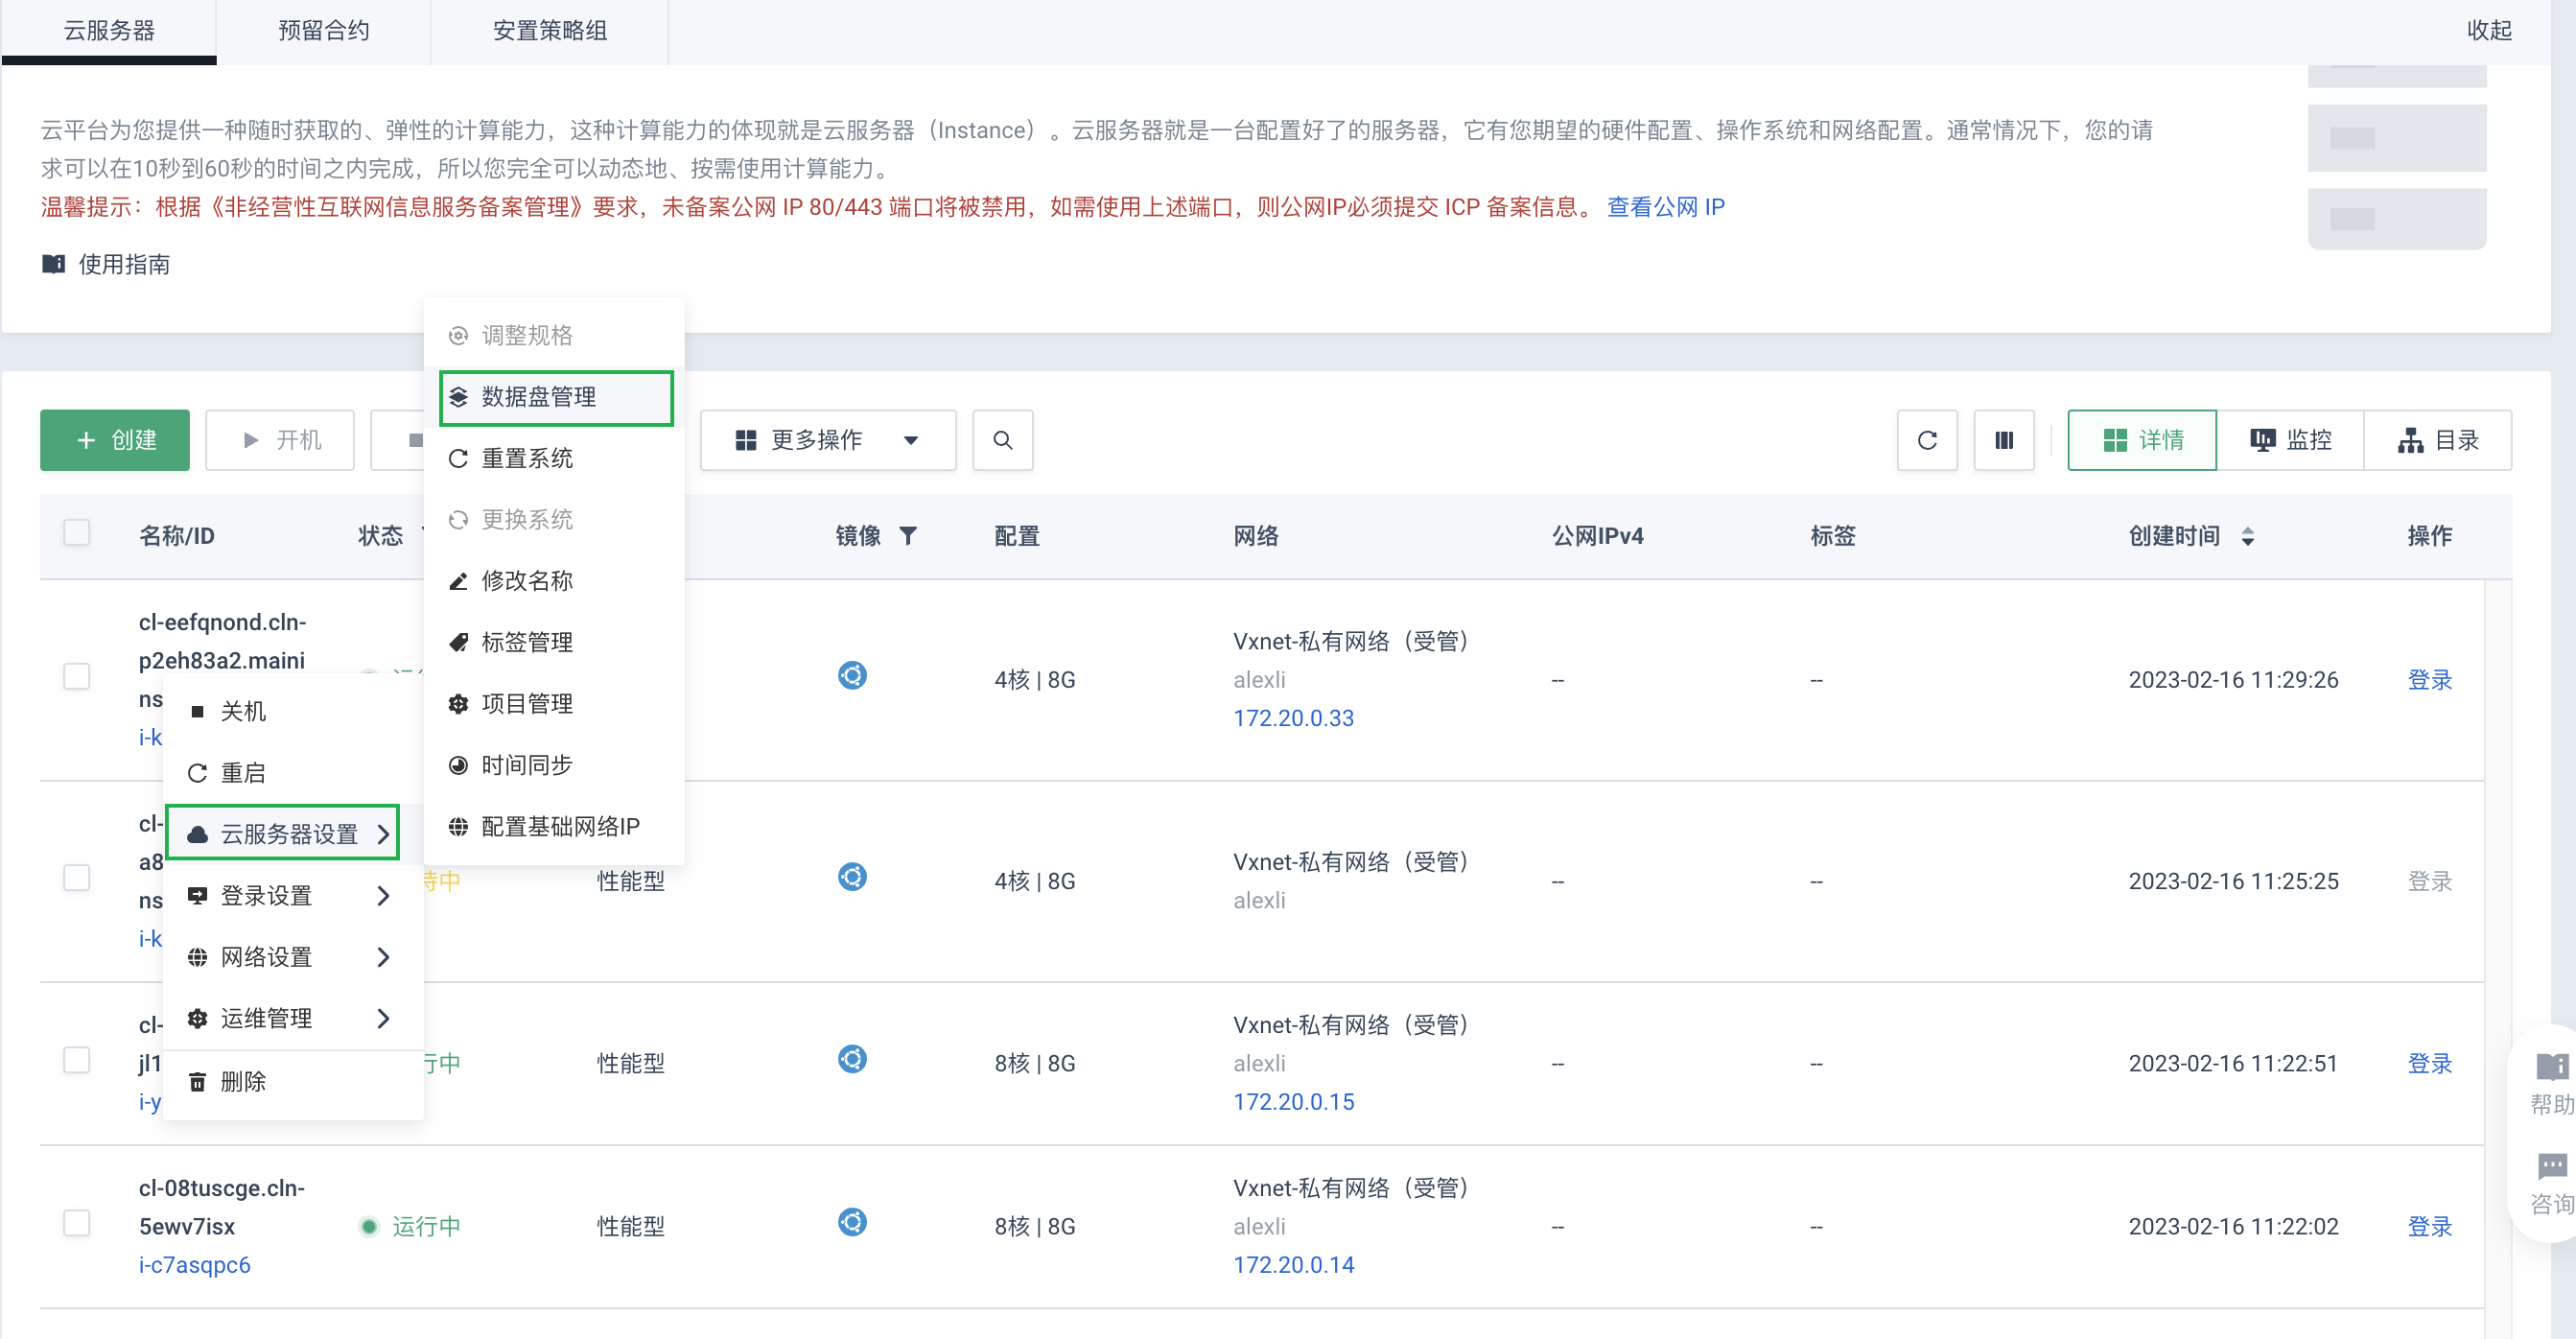 云服务器
预留合约
安置策略组
收起
云平台为您提供一种随时获取的、弹性的计算能力，这种计算能力的体现就是云服务器（Instance）。云服务器就是一台配置好了的服务器，它有您期望的硬件配置、操作系统和网络配置。通常情况下，您的请
求可以在10秒到60秒的时间之内完成，所以您完全可以动态地、按需使用计算能力。
温馨提示：根据《非经营性互联网信息服务备案管理》要求，未备案公网 IP 80/443 端口将被禁用，如需使用上述端口，则公网IP必须提交 ICP 备案信息。 查看公网 IP
使用指南
创建
开机
更多操作
详情
监控
目录
调整规格
数据盘管理
重置系统
更换系统
修改名称
标签管理
项目管理
时间同步
配置基础网络IP
名称/ID
状态
镜像
配置
网络
公网IPv4
标签
创建时间
操作
cl-eefqnond.cln-
p2eh83a2.maini
ns
i-k
4核 | 8G
Vxnet-私有网络（受管）
alexli
172.20.0.33
--
--
2023-02-16 11:29:26
登录
关机
重启
云服务器设置
登录设置
网络设置
运维管理
删除
cl-
a8
ns
i-k
待中
性能型
4核 | 8G
Vxnet-私有网络（受管）
alexli
--
--
2023-02-16 11:25:25
登录
cl-
jl1
i-y
行中
性能型
8核 | 8G
Vxnet-私有网络（受管）
alexli
172.20.0.15
--
--
2023-02-16 11:22:51
登录
cl-08tuscge.cln-
5ewv7isx
i-c7asqpc6
运行中
性能型
8核 | 8G
Vxnet-私有网络（受管）
alexli
172.20.0.14
--
--
2023-02-16 11:22:02
登录
帮助
咨询